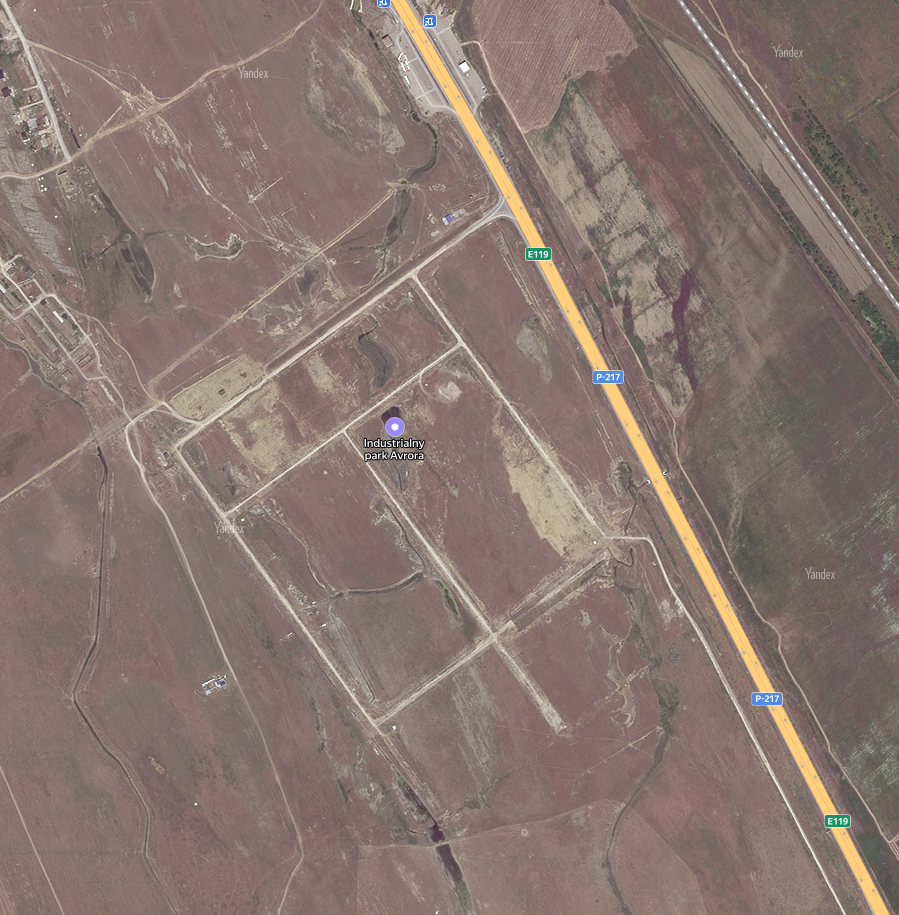 Yandex
Yandex
E119
P-217
Industrialny
park Avrora
Yandex
Yandex
P-217
E119